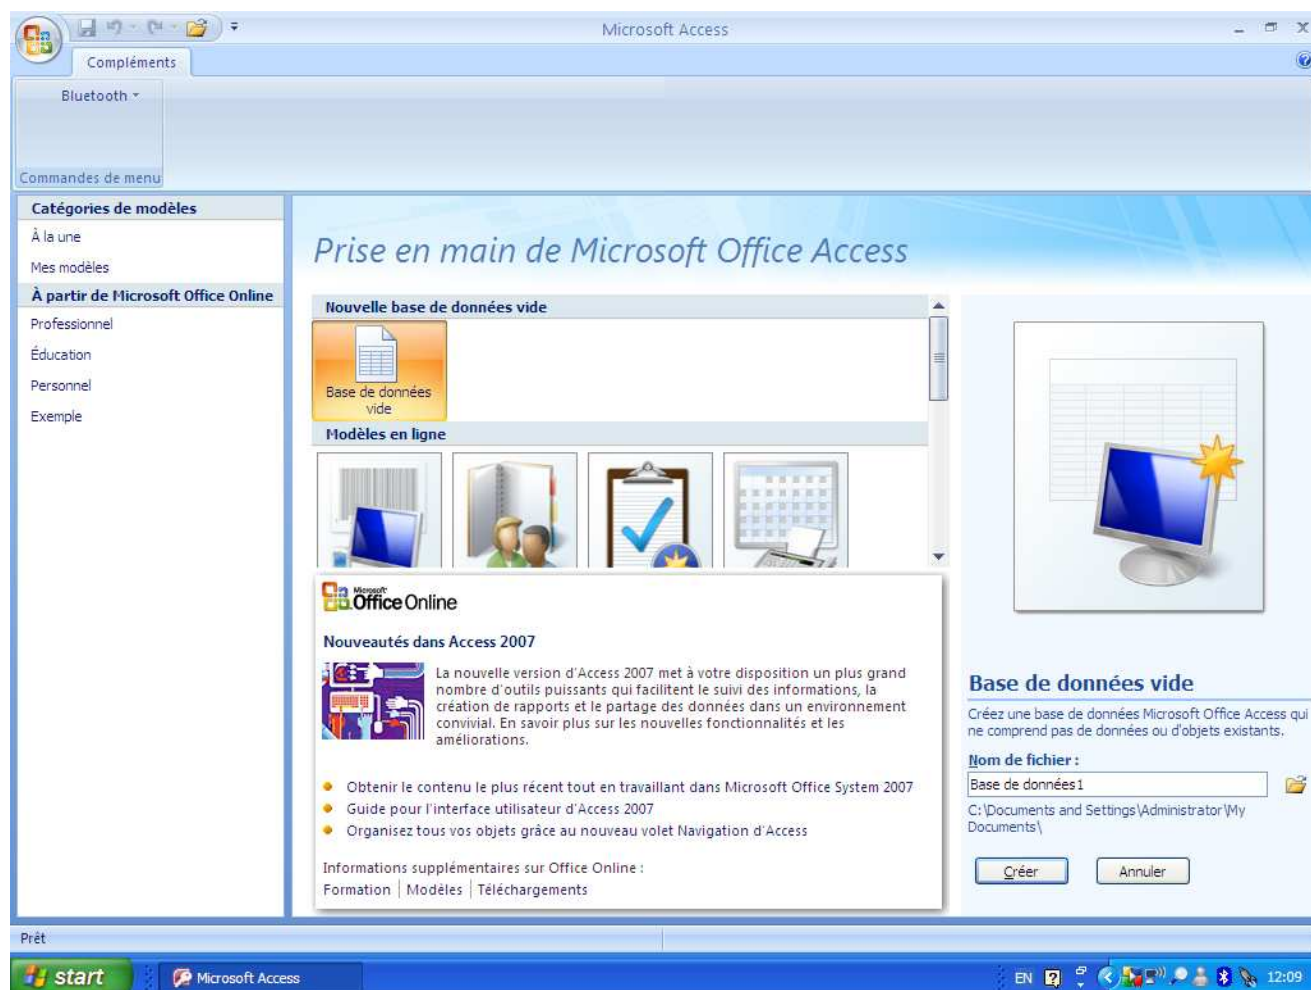 Microsoft Access
Compléments
Bluetooth
Commandes de menu
Catégories de modèles
À la une
Mes modèles
À partir de Microsoft Office Online
Professionnel
Éducation
Personnel
Exemple
Prise en main de Microsoft Office Access
Nouvelle base de données vide
Base de données
vide
Modèles en ligne
Microsoft
Office Online
Nouveautés dans Access 2007
La nouvelle version d'Access 2007 met à votre disposition un plus grand
nombre d'outils puissants qui facilitent le suivi des informations, la
création de rapports et le partage des données dans un environnement
convivial. En savoir plus sur les nouvelles fonctionnalités et les
améliorations.
Obtenir le contenu le plus récent tout en travaillant dans Microsoft Office System 2007
Guide pour l'interface utilisateur d'Access 2007
Organisez tous vos objets grâce au nouveau volet Navigation d'Access
Informations supplémentaires sur Office Online :
Formation | Modèles | Téléchargements
Base de données vide
Créez une base de données Microsoft Office Access qui
ne comprend pas de données ou d'objets existants.
Nom de fichier :
Base de données1
C:\Documents and Settings\Administrator\My
Documents\
Créer
Annuler
Prêt
start
Microsoft Access
EN
12:09